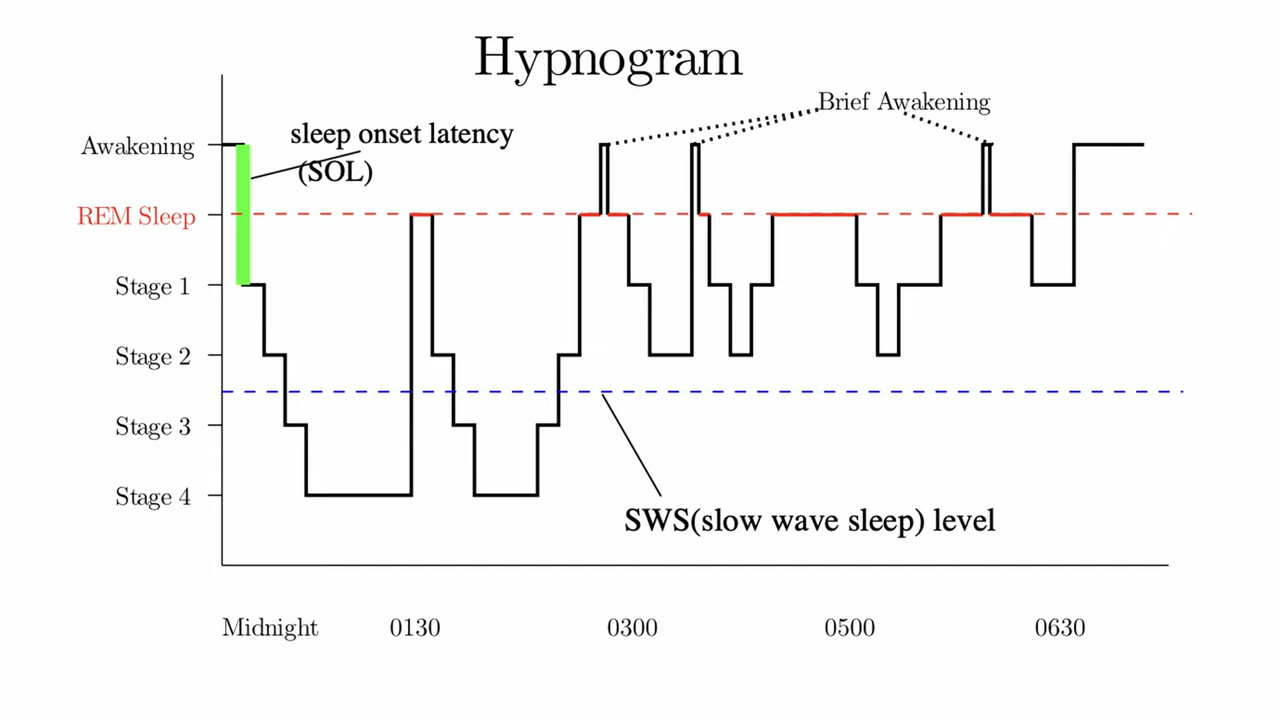 Hypnogram
Brief Awakening
sleep onset latency
(SOL)
Awakening
REM Sleep
Stage 1
Stage 2
Stage 3
Stage 4
SWS(slow wave sleep) level
Midnight 0130 0300 0500 0630